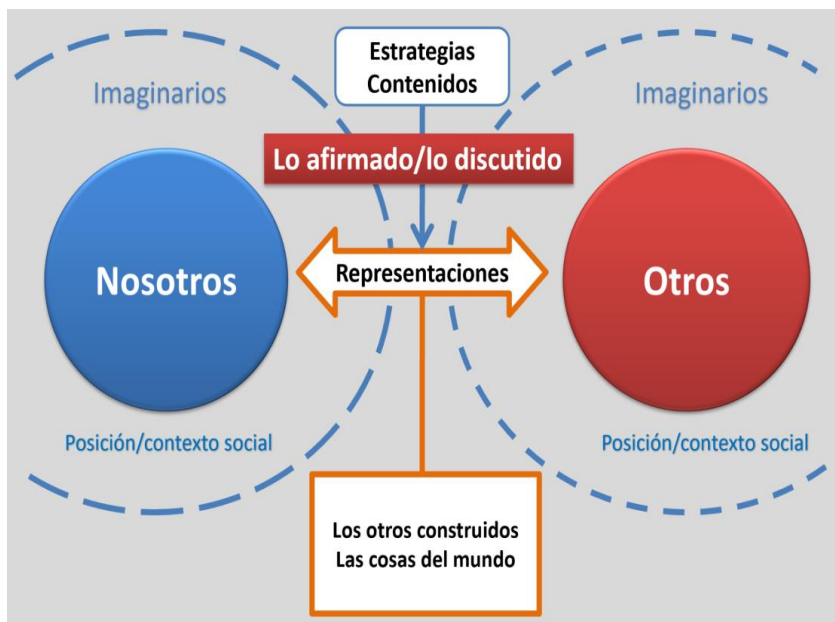 Estrategias
Contenidos
Imaginarios
Imaginarios
Lo afirmado/lo discutido
Nosotros
Representaciones
Otros
Posición/contexto social
Posición/contexto social
Los otros construidos
Las cosas del mundo